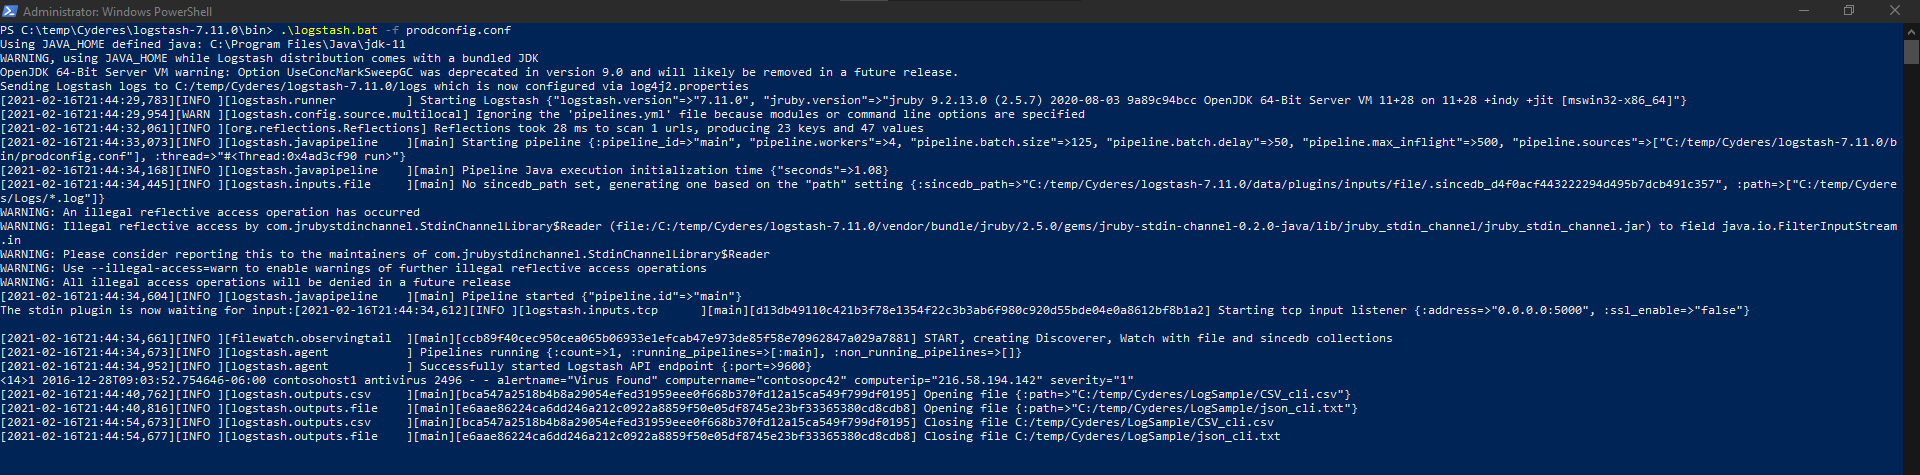 Administrator: Windows PowerShell
PS C:\temp\Cyderes\logstash-7.11.0\bin> .\logstash.bat -f prodconfig.conf
Using JAVA_HOME defined java: C:\Program Files\Java\jdk-11
WARNING, using JAVA_HOME while Logstash distribution comes with a bundled JDK
OpenJDK 64-Bit Server VM warning: Option UseConcMarkSweepGC was deprecated in version 9.0 and will likely be removed in a future release.
Sending Logstash logs to C:/temp/Cyderes/logstash-7.11.0/logs which is now configured via log4j2.properties
[2021-02-16T21:44:29,783][INFO ][logstash.runner          ] Starting Logstash {"logstash.version"=>"7.11.0", "jruby.version"=>"jruby 9.2.13.0 (2.5.7) 2020-08-03 9a89c94bcc OpenJDK 64-Bit Server VM 11+28 on 11+28 +indy +jit [mswin32-x86_64]"}
[2021-02-16T21:44:29,954][WARN ][logstash.config.source.multilocal] Ignoring the 'pipelines.yml' file because modules or command line options are specified
[2021-02-16T21:44:32,061][INFO ][org.reflections.Reflections] Reflections took 28 ms to scan 1 urls, producing 23 keys and 47 values
[2021-02-16T21:44:33,073][INFO ][logstash.javapipeline    ][main] Starting pipeline {:pipeline_id=>"main", "pipeline.workers"=>4, "pipeline.batch.size"=>125, "pipeline.batch.delay"=>50, "pipeline.max_inflight"=>500, "pipeline.sources"=>["C:/temp/Cyderes/logstash-7.11.0/b
in/prodconfig.conf"], :thread=>"#<Thread:0x4ad3cf90 run>"}
[2021-02-16T21:44:34,168][INFO ][logstash.javapipeline    ][main] Pipeline Java execution initialization time {"seconds"=>1.08}
[2021-02-16T21:44:34,445][INFO ][logstash.inputs.file     ][main] No sincedb_path set, generating one based on the "path" setting {:sincedb_path=>"C:/temp/Cyderes/logstash-7.11.0/data/plugins/inputs/file/.sincedb_d4f0acf443222294d495b7dcb491c357", :path=>["C:/temp/Cydere
s/Logs/*.log"]}
WARNING: An illegal reflective access operation has occurred
WARNING: Illegal reflective access by com.jrubystdinchannel.StdinChannelLibrary$Reader (file:/C:/temp/Cyderes/logstash-7.11.0/vendor/bundle/jruby/2.5.0/gems/jruby-stdin-channel-0.2.0-java/lib/jruby_stdin_channel/jruby_stdin_channel.jar) to field java.io.FilterInputStream
.in
WARNING: Please consider reporting this to the maintainers of com.jrubystdinchannel.StdinChannelLibrary$Reader
WARNING: Use --illegal-access=warn to enable warnings of further illegal reflective access operations
WARNING: All illegal access operations will be denied in a future release
[2021-02-16T21:44:34,604][INFO ][logstash.javapipeline    ][main] Pipeline started {"pipeline.id"=>"main"}
The stdin plugin is now waiting for input:[2021-02-16T21:44:34,612][INFO ][logstash.inputs.tcp      ][main][d13db49110c421b3f78e1354f22c3b3ab6f980c920d55bde04e0a8612bf8b1a2] Starting tcp input listener {:address=>"0.0.0.0:5000", :ssl_enable=>"false"}
[2021-02-16T21:44:34,661][INFO ][filewatch.observingtail  ][main][ccb89f40cec950cea065b06933e1efcab47e973de85f58e70962847a029a7881] START, creating Discoverer, Watch with file and sincedb collections
[2021-02-16T21:44:34,673][INFO ][logstash.agent           ] Pipelines running {:count=>1, :running_pipelines=>[:main], :non_running_pipelines=>[]}
[2021-02-16T21:44:34,952][INFO ][logstash.agent           ] Successfully started Logstash API endpoint {:port=>9600}
<14>1 2016-12-28T09:03:52.754646-06:00 contosohost1 antivirus 2496 - - alertname="Virus Found" computername="contosopc42" computerip="216.58.194.142" severity="1"
[2021-02-16T21:44:40,762][INFO ][logstash.outputs.csv     ][main][bca547a2518b4b8a29054efed31959eee0f668b370fd12a15ca549f799df0195] Opening file {:path=>"C:/temp/Cyderes/LogSample/CSV_cli.csv"}
[2021-02-16T21:44:40,816][INFO ][logstash.outputs.file    ][main][e6aae86224ca6dd246a212c0922a8859f50e05df8745e23bf33365380cd8cdb8] Opening file {:path=>"C:/temp/Cyderes/LogSample/json_cli.txt"}
[2021-02-16T21:44:54,673][INFO ][logstash.outputs.csv     ][main][bca547a2518b4b8a29054efed31959eee0f668b370fd12a15ca549f799df0195] Closing file C:/temp/Cyderes/LogSample/CSV_cli.csv
[2021-02-16T21:44:54,677][INFO ][logstash.outputs.file    ][main][e6aae86224ca6dd246a212c0922a8859f50e05df8745e23bf33365380cd8cdb8] Closing file C:/temp/Cyderes/LogSample/json_cli.txt